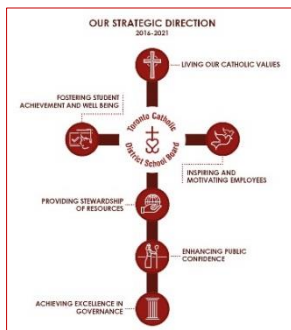 OUR STRATEGIC DIRECTION
2016-2021
LIVING OUR CATHOLIC VALUES
FOSTERING STUDENT
ACHIEVEMENT AND WELL BEING
Toronto Catholic
District School Board
INSPIRING AND
MOTIVATING EMPLOYEES
PROVIDING STEWARDSHIP
OF RESOURCES
ENHANCING PUBLIC
CONFIDENCE
ACHIEVING EXCELLENCE IN
GOVERNANCE